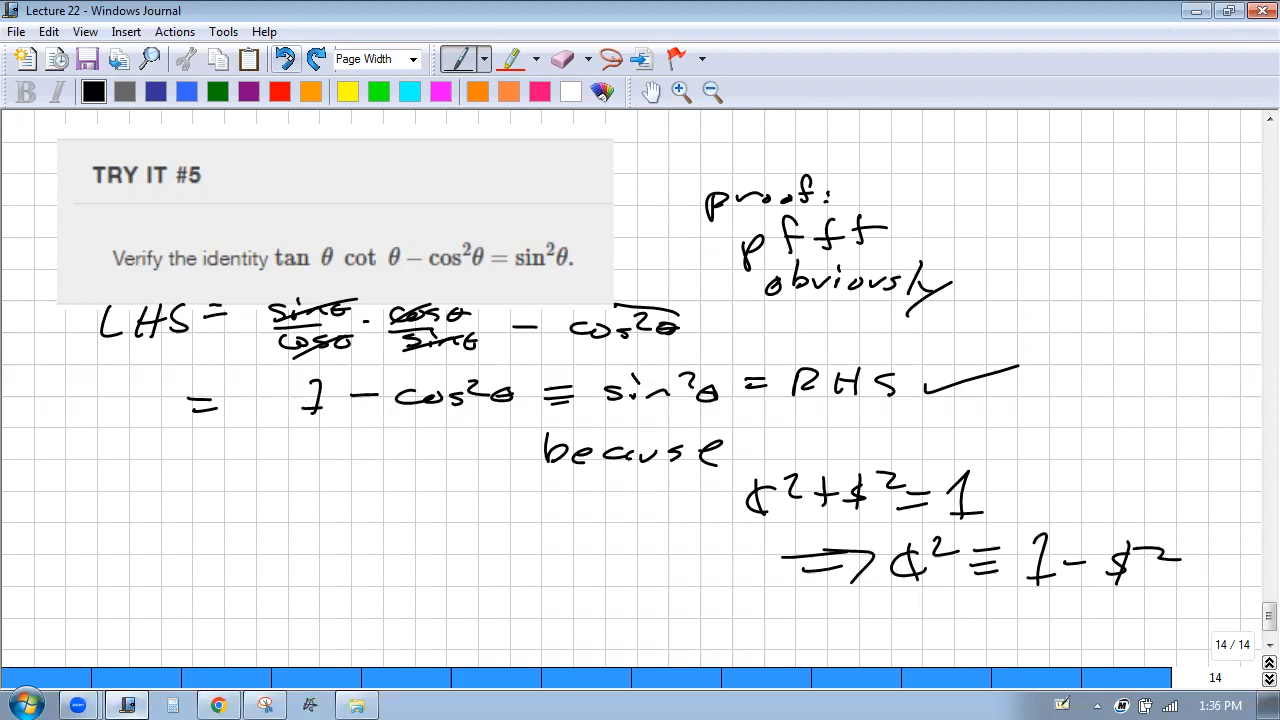 Lecture 22 - Windows Journal
File Edit View Insert Actions Tools Help
Page Width
B I
TRY IT #5
Verify the identity tan θ cot θ − cos²θ = sin²θ.
proof:
pfft
obviously
LHS = sinθ/cosθ · cosθ/sinθ − cos²θ
= 1 − cos²θ ≡ sin²θ = RHS ✓
because
¢² + $² = 1
⟹ ¢² ≡ 1 − $²
14 / 14
14
zoom
1:36 PM